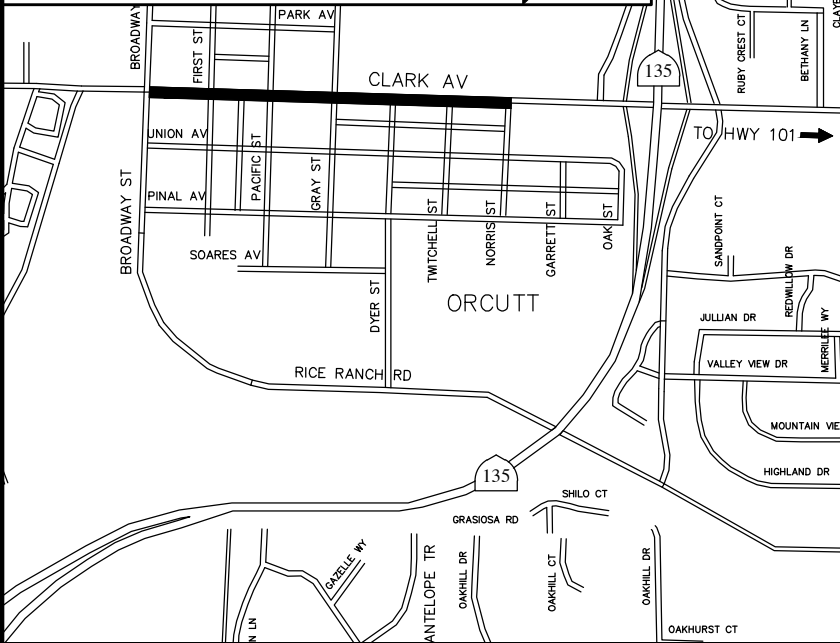 BROADWAY
FIRST ST
PARK AV
CLARK AV
135
RUBY CREST CT
BETHANY LN
TO HWY 101
UNION AV
PACIFIC ST
GRAY ST
PINAL AV
BROADWAY ST
SOARES AV
TWITCHELL ST
NORRIS ST
GARRETT ST
OAK ST
SANDPOINT CT
REDWILLOW DR
DYER ST
ORCUTT
JULLIAN DR
MERRILEE WY
VALLEY VIEW DR
RICE RANCH RD
MOUNTAIN VIE
HIGHLAND DR
135
SHILO CT
GRASIOSA RD
GAZELLE WY
ANTELOPE TR
OAKHILL DR
OAKHILL CT
OAKHILL DR
N LN
OAKHURST CT